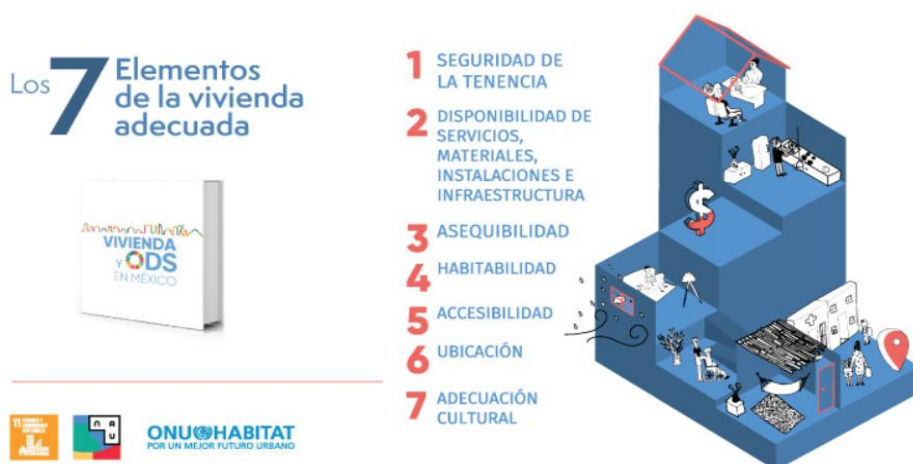 Los 7 Elementos
de la vivienda
adecuada
VIVIENDA
Y ODS
EN MÉXICO
11
ONU HABITAT
POR UN MEJOR FUTURO URBANO
1 SEGURIDAD DE
LA TENENCIA
2 DISPONIBILIDAD DE
SERVICIOS,
MATERIALES,
INSTALACIONES E
INFRAESTRUCTURA
3 ASEQUIBILIDAD
4 HABITABILIDAD
5 ACCESIBILIDAD
6 UBICACIÓN
7 ADECUACIÓN
CULTURAL
$